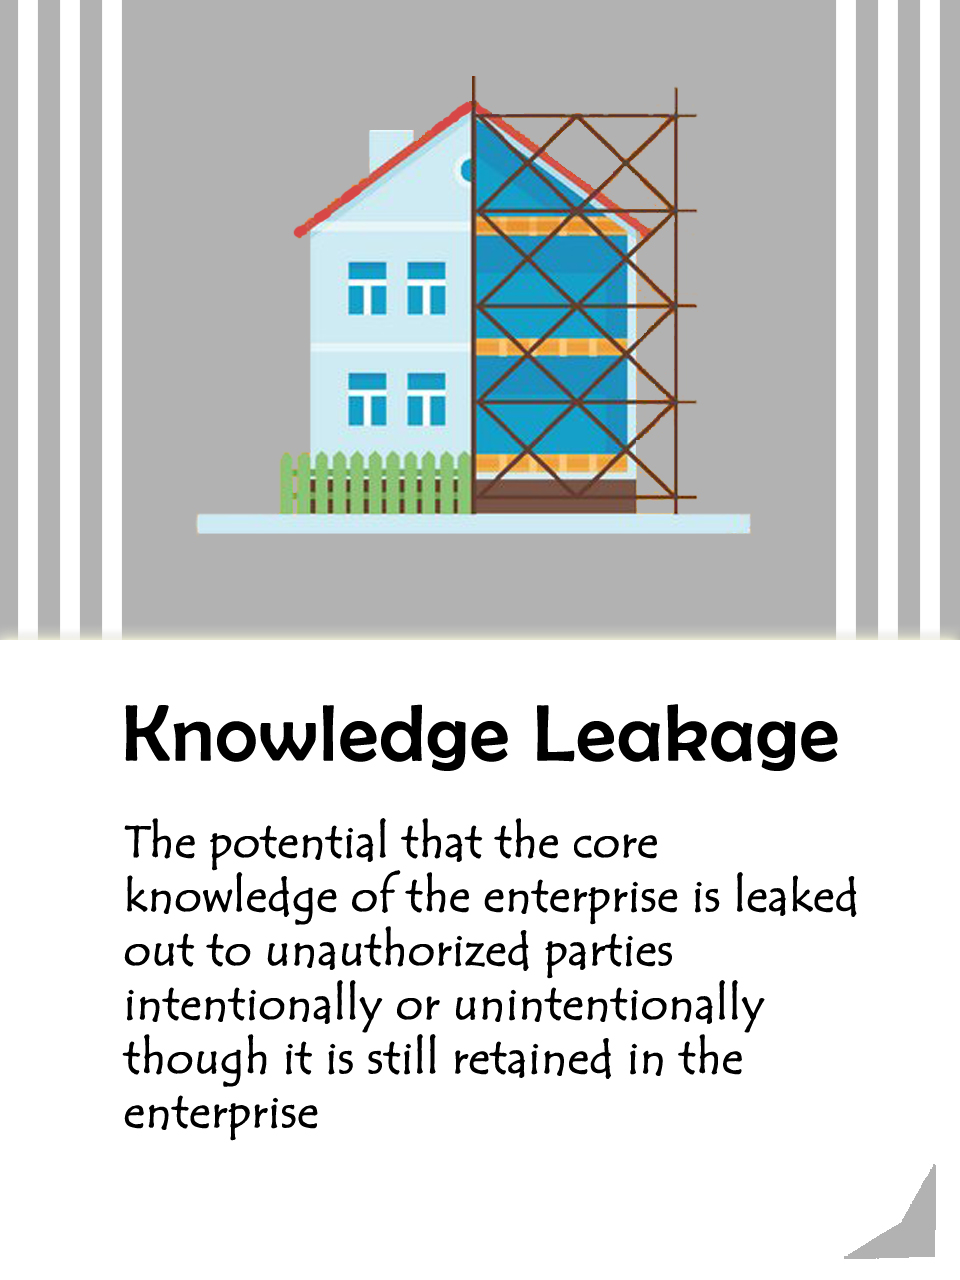 Knowledge Leakage
The potential that the core
knowledge of the enterprise is leaked
out to unauthorized parties
intentionally or unintentionally
though it is still retained in the
enterprise